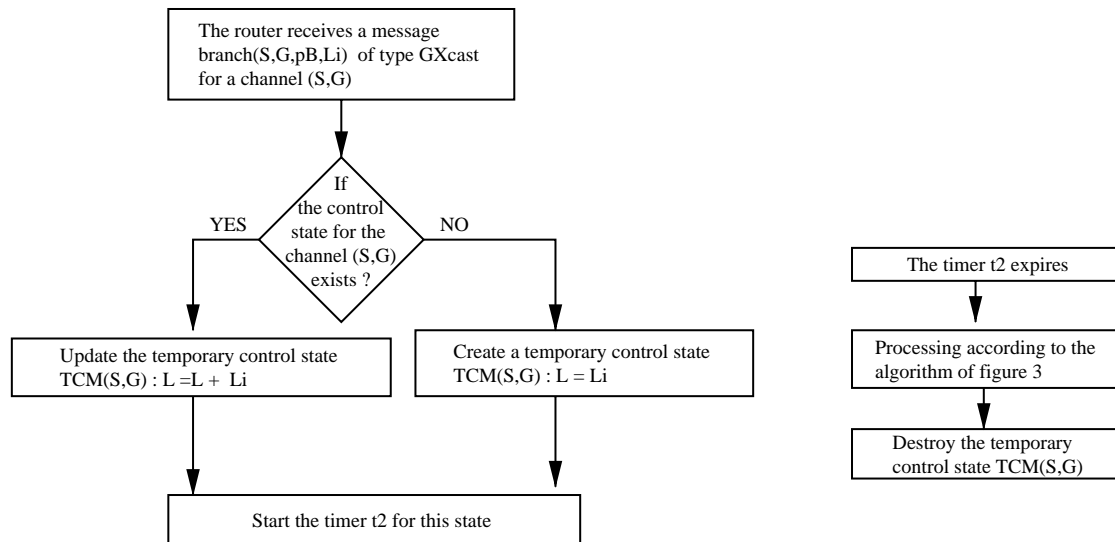 The router receives a message
branch(S,G,pB,Li) of type GXcast
for a channel (S,G)
If
the control
state for the
channel (S,G)
exists ?
YES
NO
Update the temporary control state
TCM(S,G) : L =L + Li
Create a temporary control state
TCM(S,G) : L = Li
Start the timer t2 for this state
The timer t2 expires
Processing according to the
algorithm of figure 3
Destroy the temporary
control state TCM(S,G)